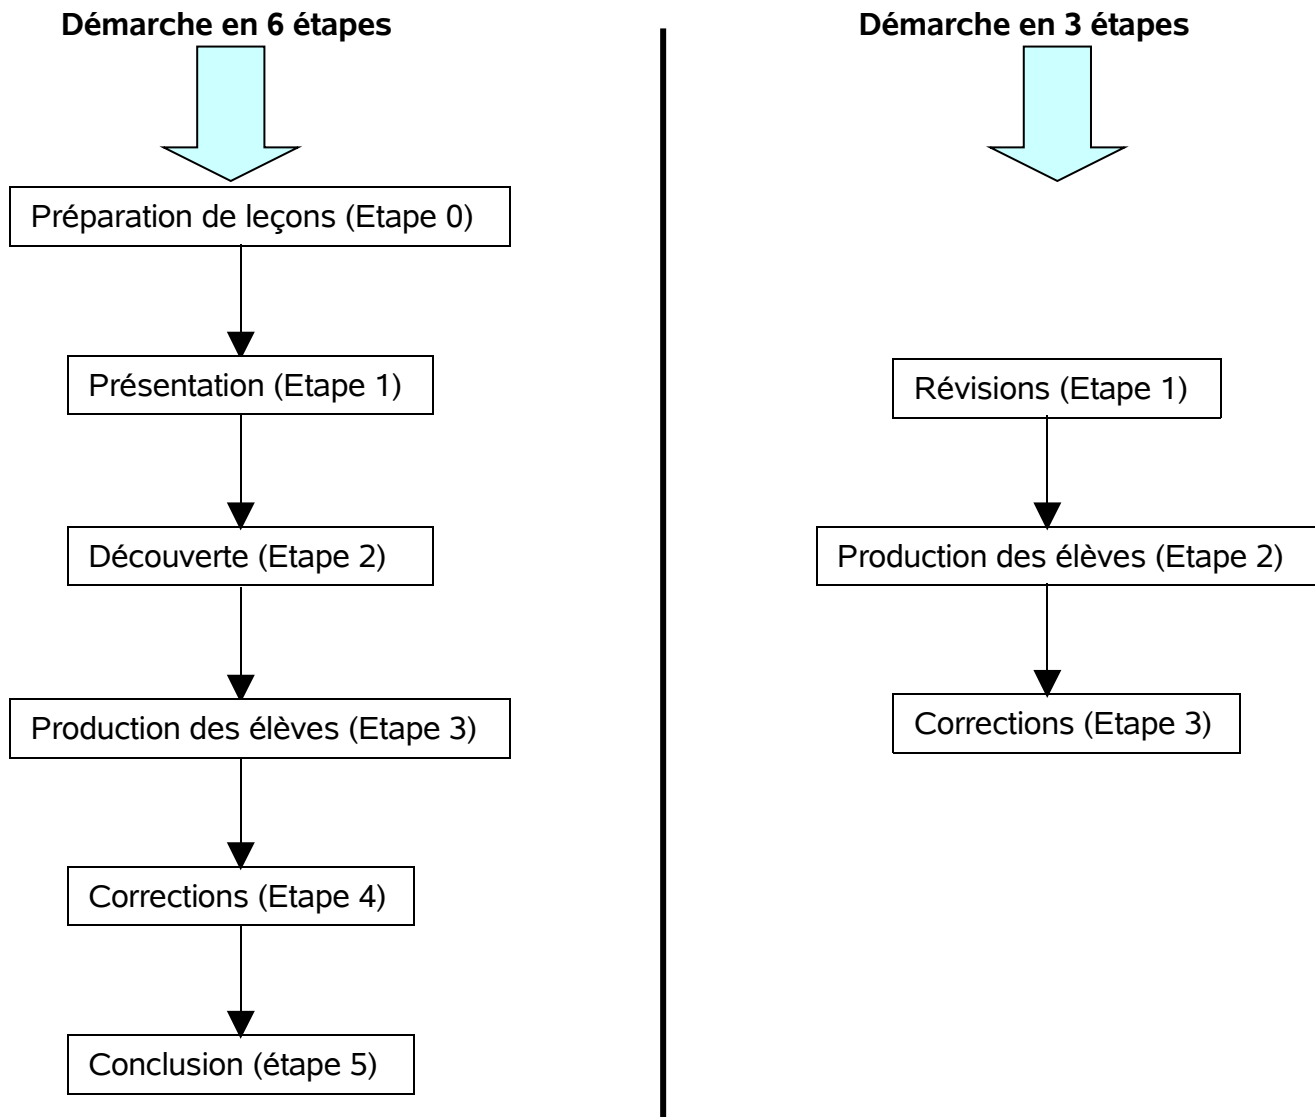 Démarche en 6 étapes
Préparation de leçons (Etape 0)
Présentation (Etape 1)
Découverte (Etape 2)
Production des élèves (Etape 3)
Corrections (Etape 4)
Conclusion (étape 5)
Démarche en 3 étapes
Révisions (Etape 1)
Production des élèves (Etape 2)
Corrections (Etape 3)